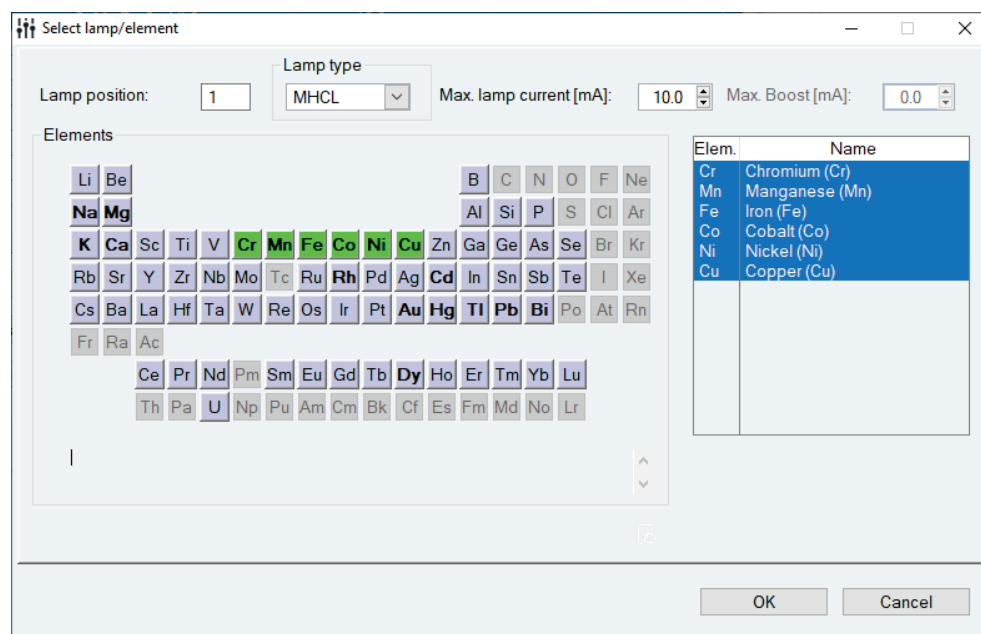 Select lamp/element
Lamp type
Lamp position: 1 MHCL Max. lamp current [mA]: 10.0 Max. Boost [mA]: 0.0
Elements
Elem. Name
Li Be B C N O F Ne
Na Mg Al Si P S Cl Ar
K Ca Sc Ti V Cr Mn Fe Co Ni Cu Zn Ga Ge As Se Br Kr
Rb Sr Y Zr Nb Mo Tc Ru Rh Pd Ag Cd In Sn Sb Te I Xe
Cs Ba La Hf Ta W Re Os Ir Pt Au Hg Tl Pb Bi Po At Rn
Fr Ra Ac
Ce Pr Nd Pm Sm Eu Gd Tb Dy Ho Er Tm Yb Lu
Th Pa U Np Pu Am Cm Bk Cf Es Fm Md No Lr
Cr Chromium (Cr)
Mn Manganese (Mn)
Fe Iron (Fe)
Co Cobalt (Co)
Ni Nickel (Ni)
Cu Copper (Cu)
OK Cancel